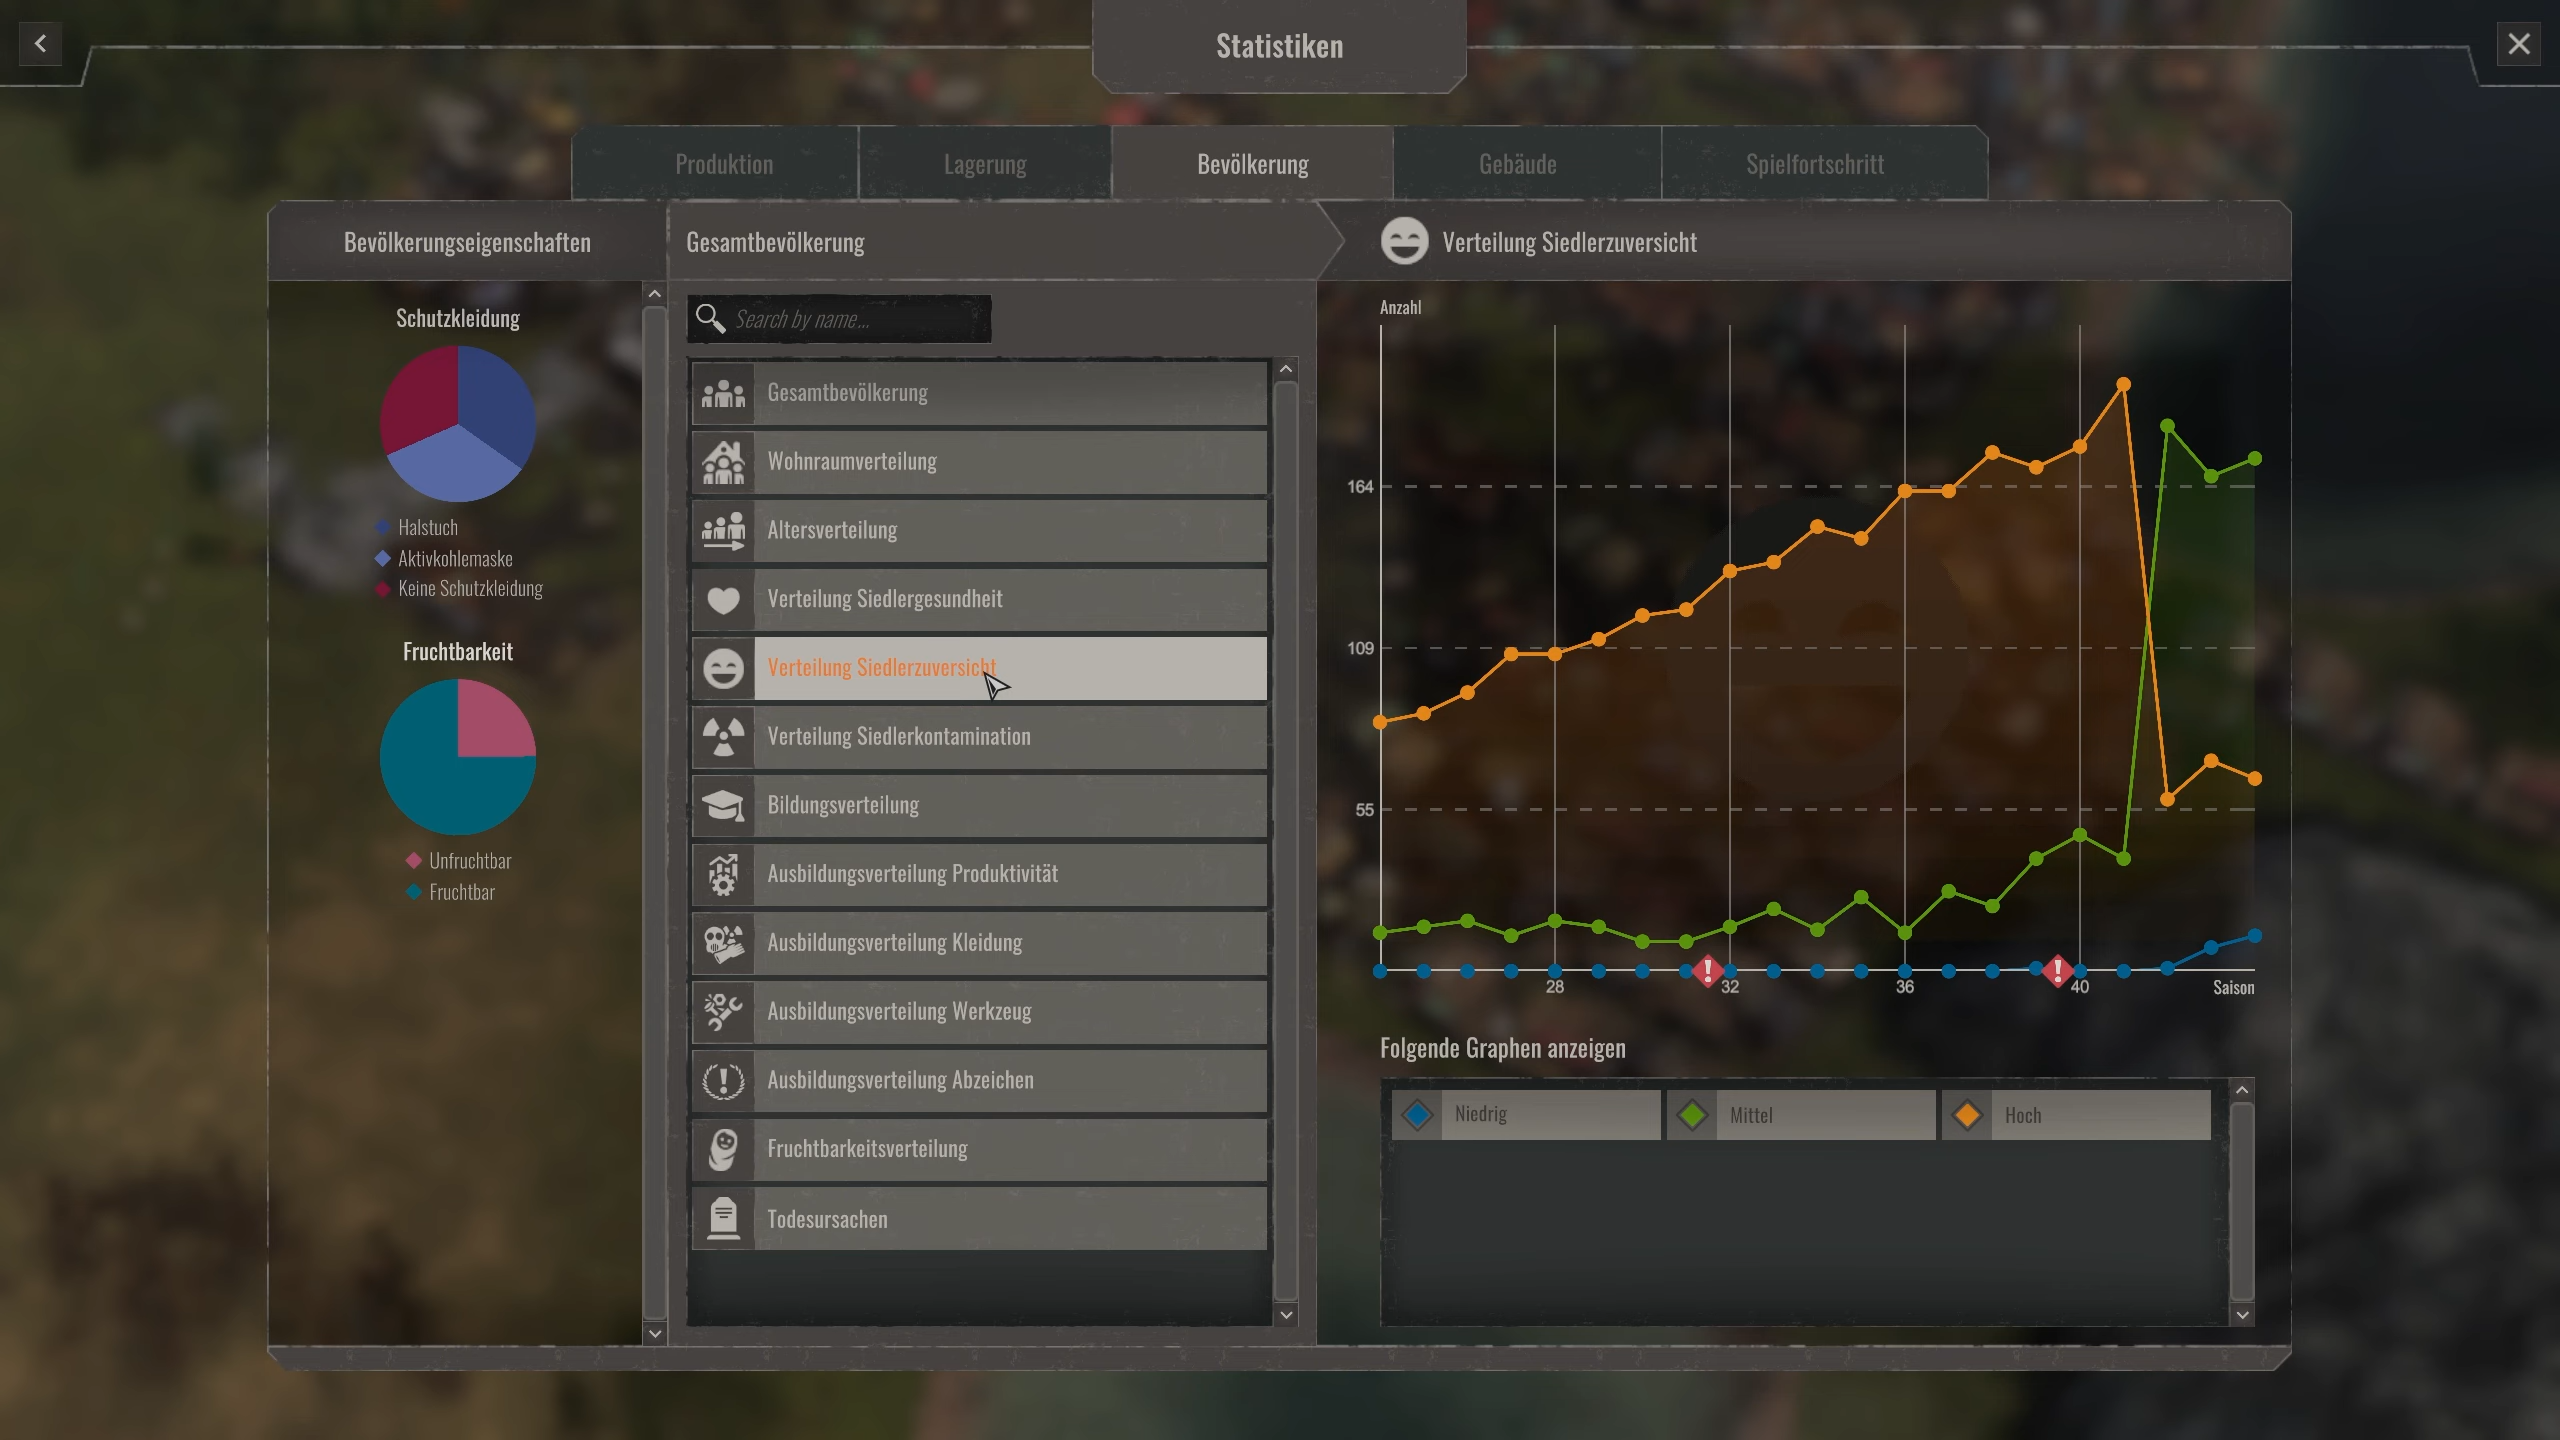 Statistiken
Produktion
Lagerung
Bevölkerung
Gebäude
Spielfortschritt
Bevölkerungseigenschaften
Schutzkleidung
Halstuch
Aktivkohlemaske
Keine Schutzkleidung
Fruchtbarkeit
Unfruchtbar
Fruchtbar
Gesamtbevölkerung
Search by name...
Gesamtbevölkerung
Wohnraumverteilung
Altersverteilung
Verteilung Siedlergesundheit
Verteilung Siedlerzuversicht
Verteilung Siedlerkontamination
Bildungsverteilung
Ausbildungsverteilung Produktivität
Ausbildungsverteilung Kleidung
Ausbildungsverteilung Werkzeug
Ausbildungsverteilung Abzeichen
Fruchtbarkeitsverteilung
Todesursachen
Verteilung Siedlerzuversicht
Anzahl
164
109
55
28
32
36
40
Saison
Folgende Graphen anzeigen
Niedrig
Mittel
Hoch